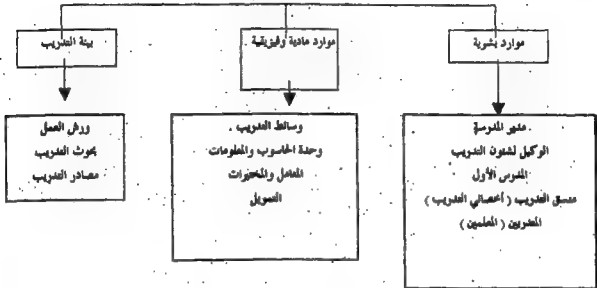 موارد بشرية
موارد مادية وفيزيقية
بيئة التدريب
مدير المدرسة
الوكيل لشئون التدريب
المدرس الأول
منسق التدريب ( أخصائي التدريب )
المتدربين ( المعلمين )
وسائط التدريب .
وحدة الحاسوب والمعلومات
المعامل والمختبرات
التمويل
ورش العمل
بحوث التدريب
مصادر التدريب